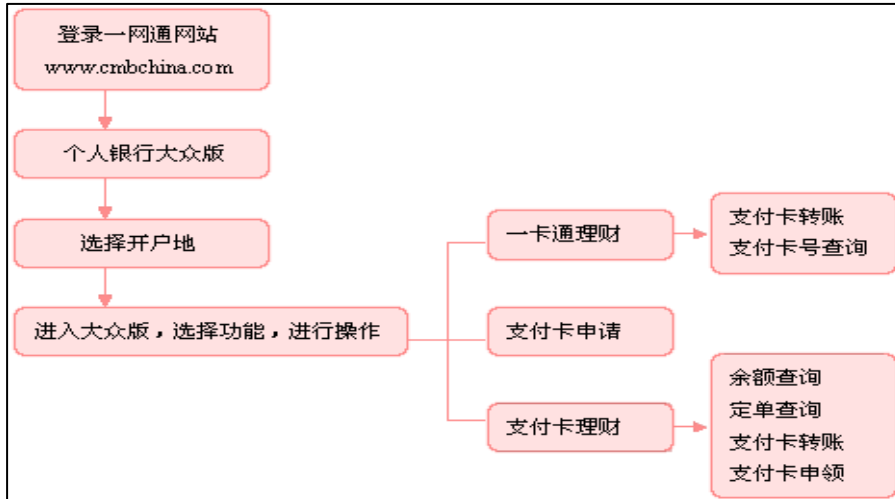 登录一网通网站
www.cmbchina.com
个人银行大众版
选择开户地
进入大众版，选择功能，进行操作
一卡通理财
支付卡转账
支付卡号查询
支付卡申请
支付卡理财
余额查询
定单查询
支付卡转账
支付卡申领